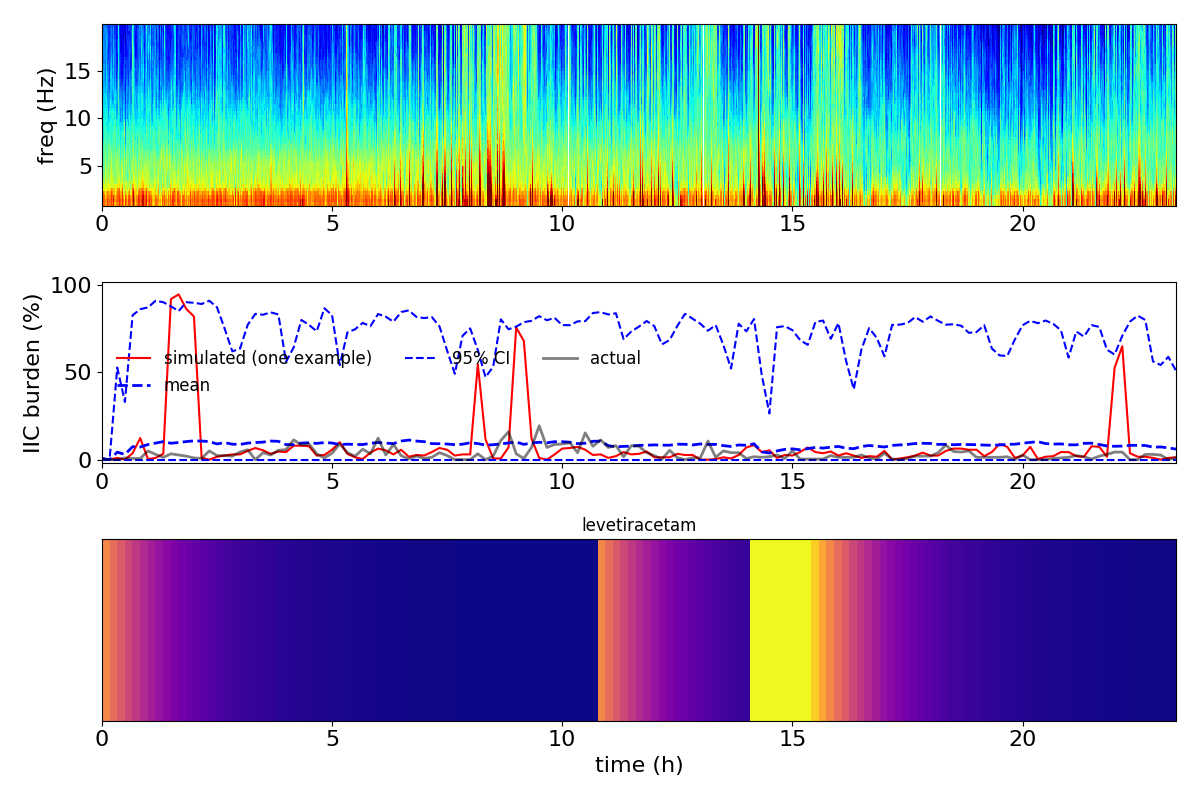 freq (Hz)
15
10
5
0 5 10 15 20
IIC burden (%)
100
50
0
simulated (one example) 95% CI actual
mean
0 5 10 15 20
levetiracetam
0 5 10 15 20
time (h)